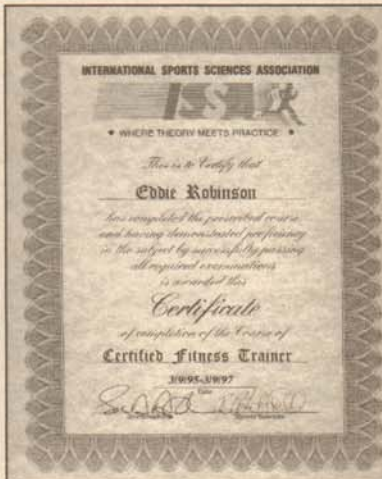 INTERNATIONAL SPORTS SCIENCES ASSOCIATION
ISSA
★ WHERE THEORY MEETS PRACTICE ★
This is to Certify that
Eddie Robinson
has completed the prescribed course
and having demonstrated proficiency
in the subject by successfully passing
all required examinations
is awarded this
Certificate
of completion of the Course of
Certified Fitness Trainer
3/9/95-3/9/97
Date